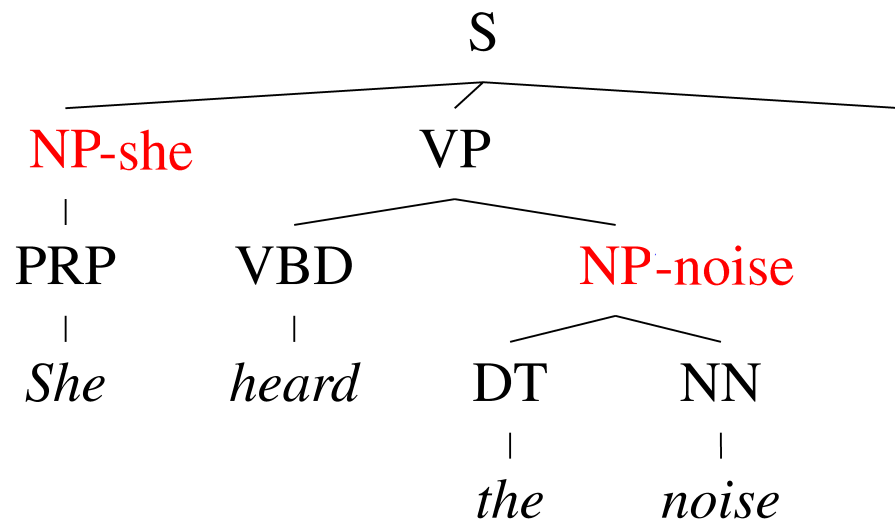 S
NP-she VP
PRP VBD NP-noise
She heard DT NN
the noise